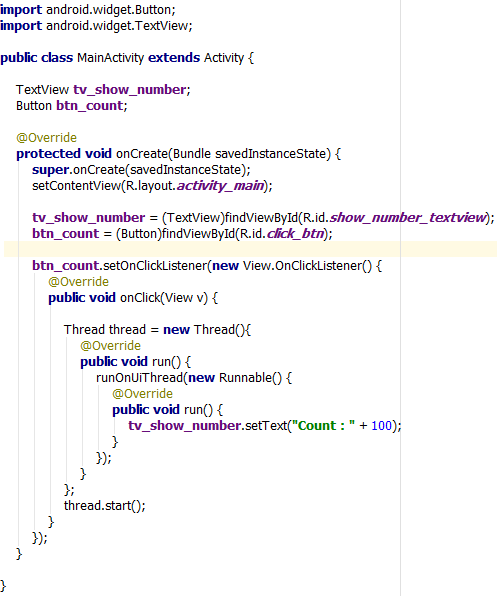 import android.widget.Button;
import android.widget.TextView;

public class MainActivity extends Activity {

    TextView tv_show_number;
    Button btn_count;

    @Override
    protected void onCreate(Bundle savedInstanceState) {
        super.onCreate(savedInstanceState);
        setContentView(R.layout.activity_main);

        tv_show_number = (TextView)findViewById(R.id.show_number_textview);
        btn_count = (Button)findViewById(R.id.click_btn);

        btn_count.setOnClickListener(new View.OnClickListener() {
            @Override
            public void onClick(View v) {

                Thread thread = new Thread(){
                    @Override
                    public void run() {
                        runOnUiThread(new Runnable() {
                            @Override
                            public void run() {
                                tv_show_number.setText("Count : " + 100);
                            }
                        });
                    }
                };
                thread.start();
            }
        });
    }

}